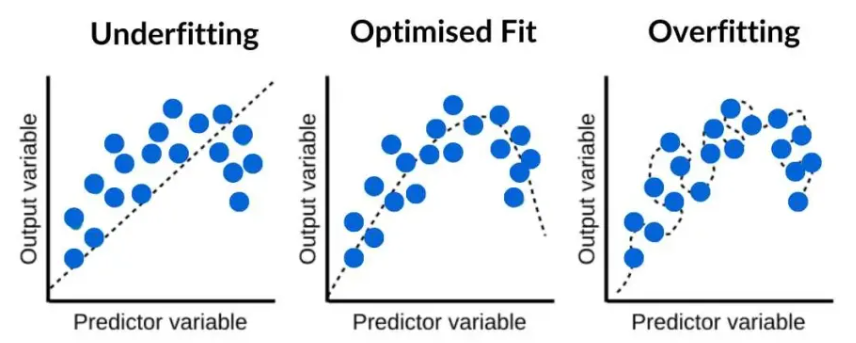 Underfitting
Optimised Fit
Overfitting
Output variable
Predictor variable
Output variable
Predictor variable
Output variable
Predictor variable